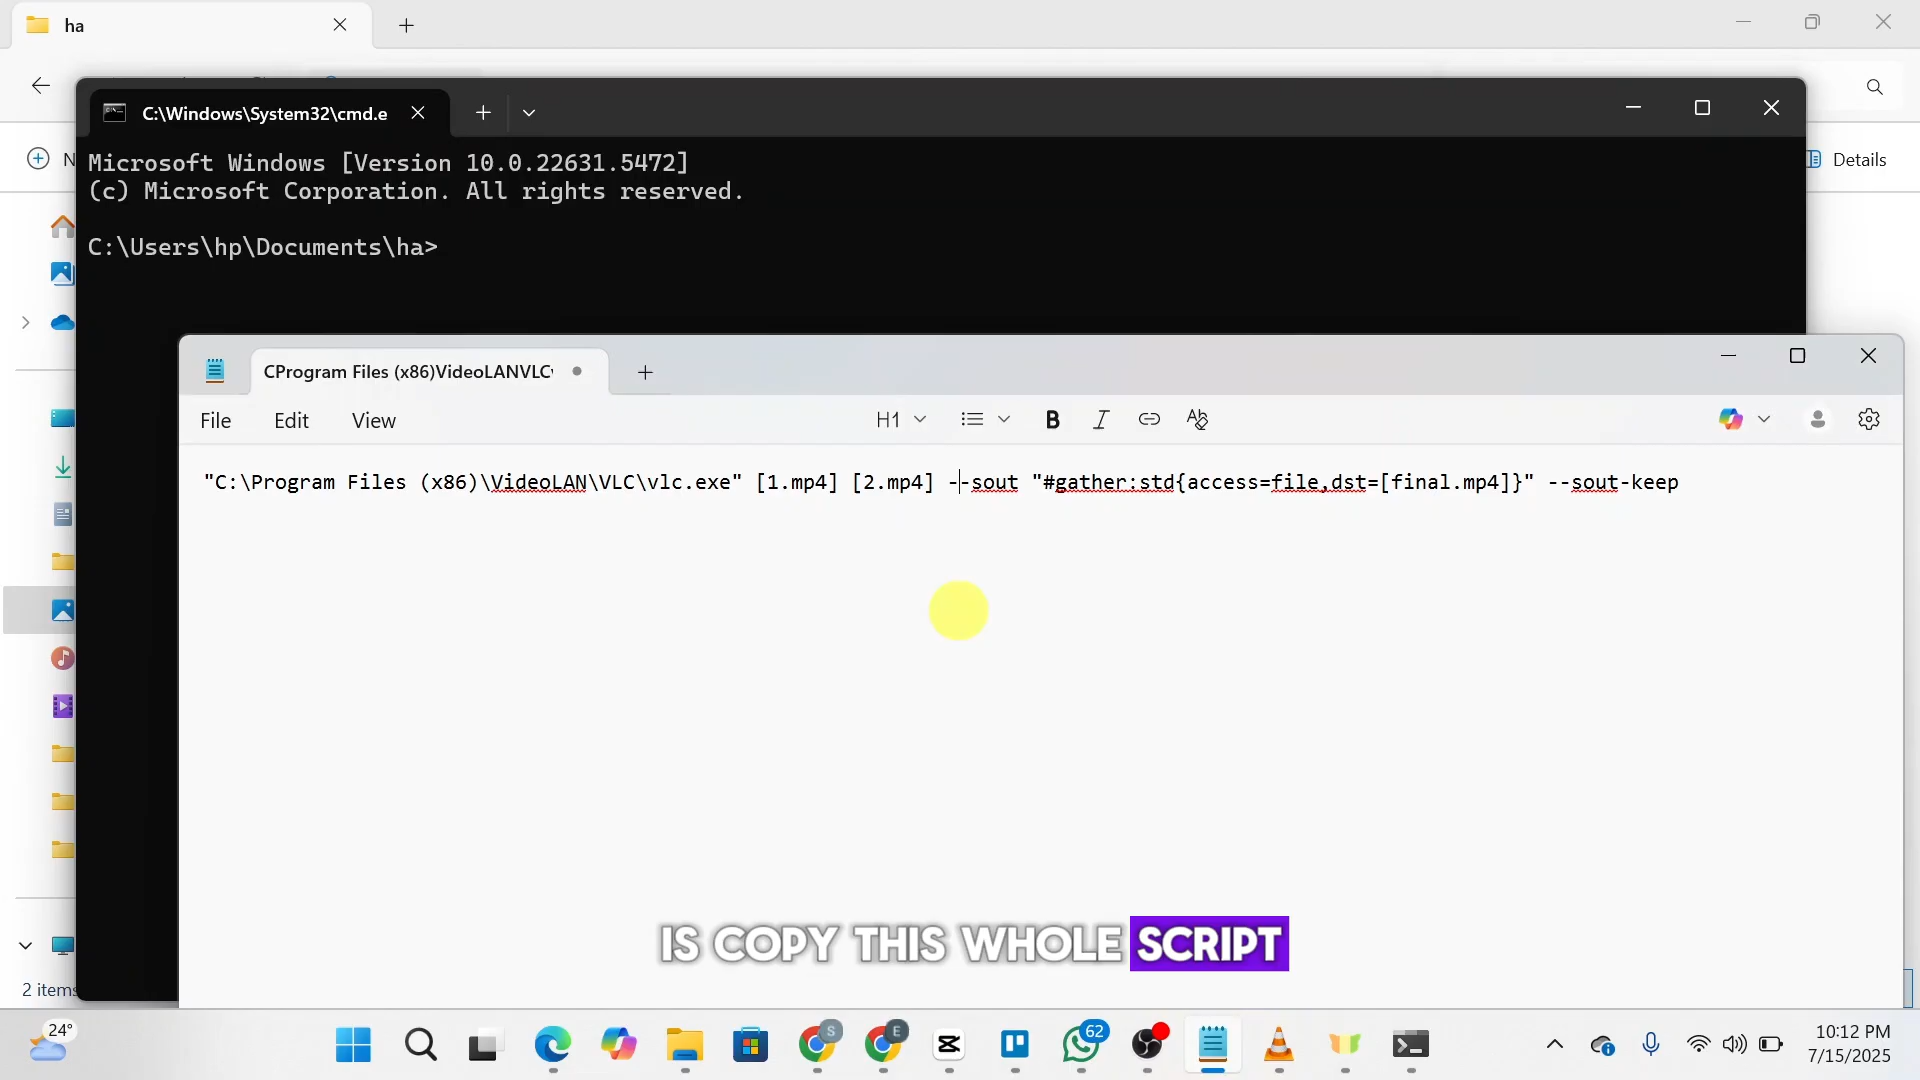 ha
C:\Windows\System32\cmd.e
N
Details
Microsoft Windows [Version 10.0.22631.5472]
(c) Microsoft Corporation. All rights reserved.
C:\Users\hp\Documents\ha>
CProgram Files (x86)VideoLANVLC
File Edit View H1
"C:\Program Files (x86)\VideoLAN\VLC\vlc.exe" [1.mp4] [2.mp4] --sout "#gather:std{access=file,dst=[final.mp4]}" --sout-keep
IS COPY THIS WHOLE SCRIPT
2 items
24°
S
E
62
10:12 PM
7/15/2025